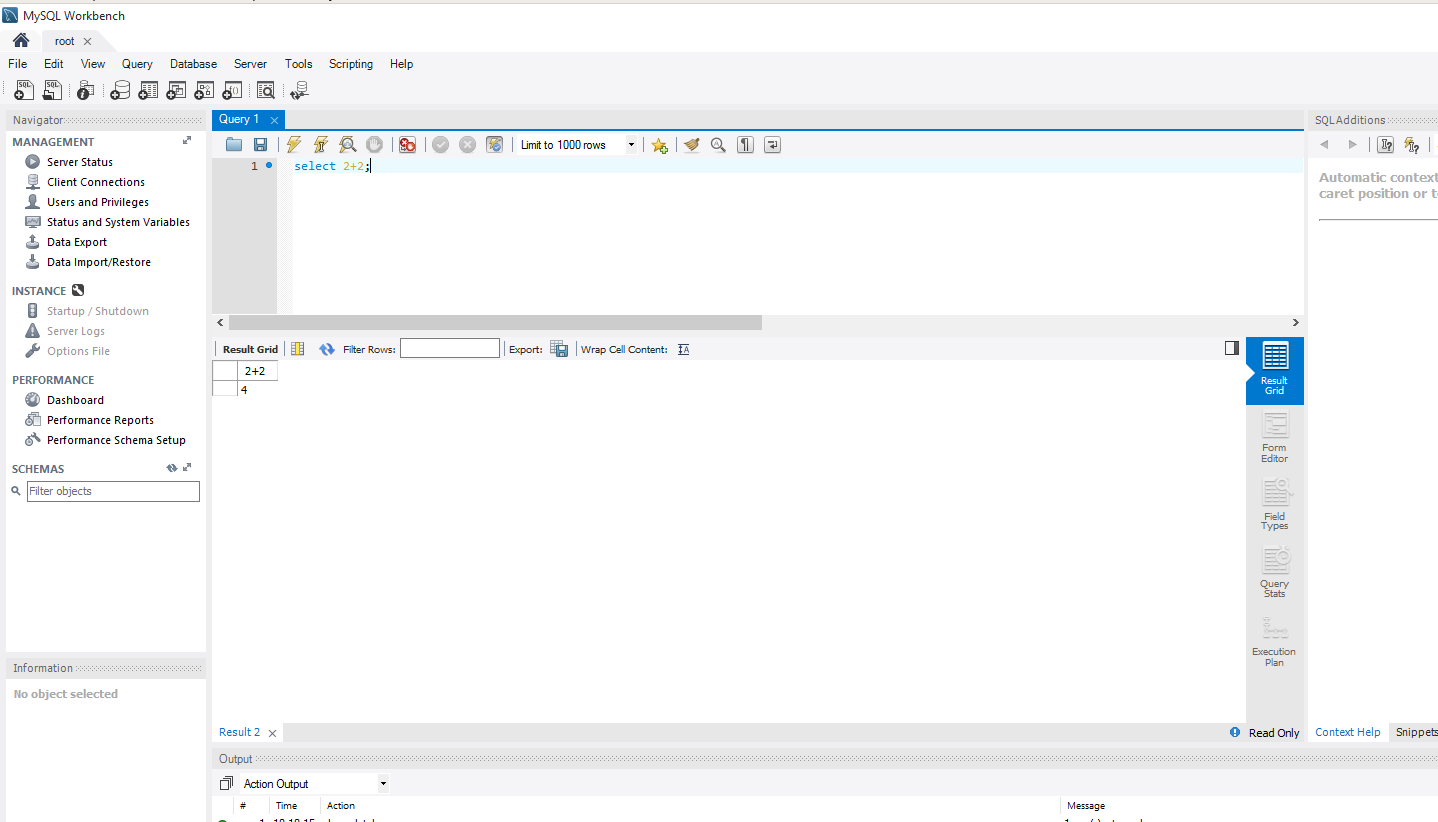 MySQL Workbench
root
File Edit View Query Database Server Tools Scripting Help
Navigator
MANAGEMENT
Server Status
Client Connections
Users and Privileges
Status and System Variables
Data Export
Data Import/Restore
INSTANCE
Startup / Shutdown
Server Logs
Options File
PERFORMANCE
Dashboard
Performance Reports
Performance Schema Setup
SCHEMAS
Filter objects
Information
No object selected
Query 1
Limit to 1000 rows
1 select 2+2;
Result Grid Filter Rows: Export: Wrap Cell Content:
2+2
4
Result
Grid
Form
Editor
Field
Types
Query
Stats
Execution
Plan
Result 2
Read Only
Output
Action Output
# Time Action Message
SQLAdditions
Automatic context
caret position or t
Context Help Snippets